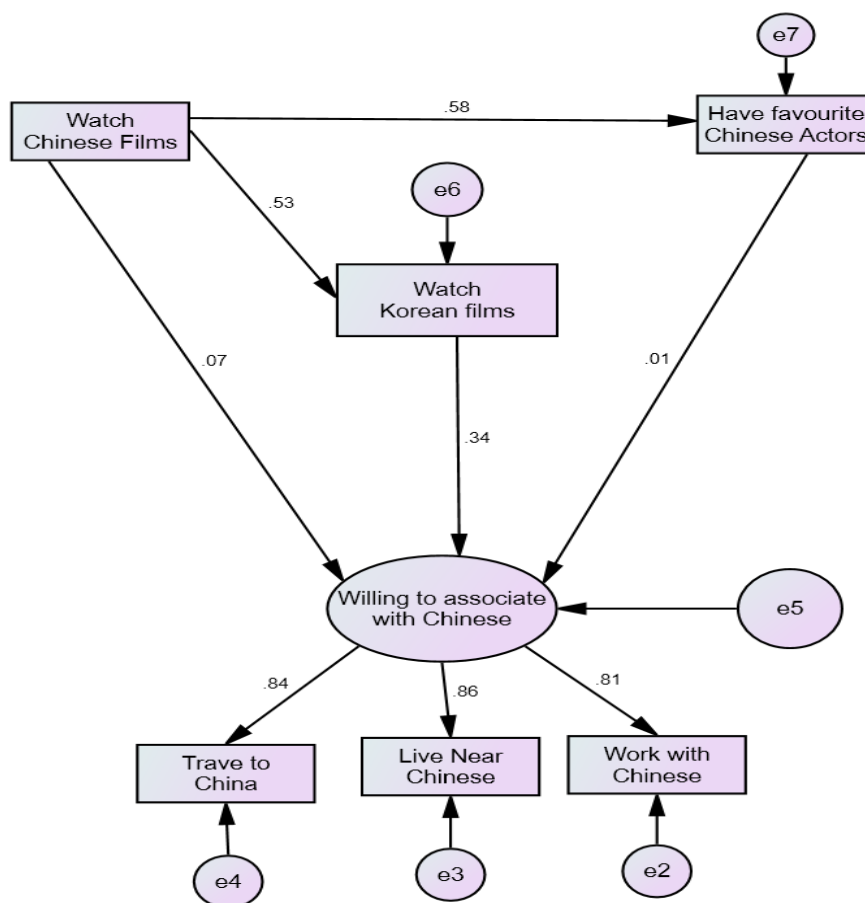 e7
Watch
Chinese Films
.58
Have favourite
Chinese Actors
.53
e6
Watch
Korean films
.07
.01
.34
Willing to associate
with Chinese
e5
.84
.86
.81
Trave to
China
Live Near
Chinese
Work with
Chinese
e4
e3
e2